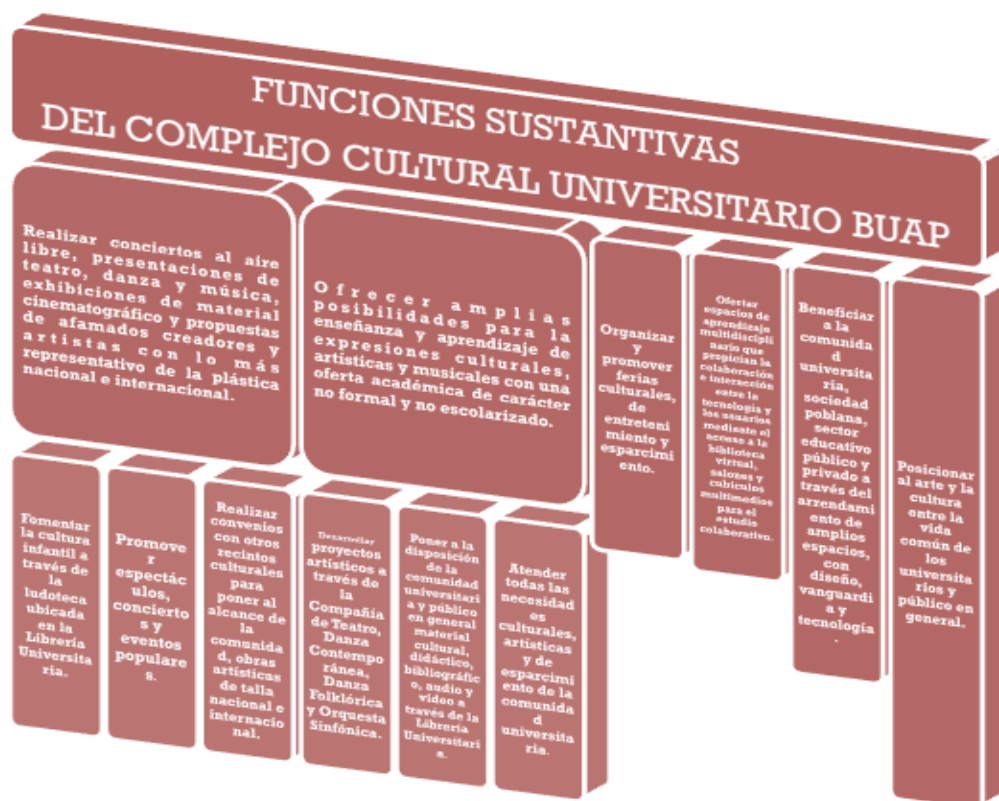 FUNCIONES SUSTANTIVAS
DEL COMPLEJO CULTURAL UNIVERSITARIO BUAP
Realizar conciertos al aire
libre, presentaciones de
teatro, danza y música,
exhibiciones de material
cinematográfico y propuestas
de afamados creadores y
artistas con lo más
representativo de la plástica
nacional e internacional.
Ofrecer amplias
posibilidades para la
enseñanza y aprendizaje de
expresiones culturales,
artísticas y musicales con una
oferta académica de carácter
no formal y no escolarizado.
Organizar
y
promover
ferias
culturales,
de
entreteni
miento y
esparcimi
ento.
Ofertar
espacios de
aprendizaje
multidiscipli
nario que
propician la
colaboración
e interacción
entre la
tecnología y
los usuarios
mediante el
acceso a la
biblioteca
virtual,
salones y
cubículos
multimedios
para el
estudio
colaborativo.
Beneficiar
a la
comunida
d
universita
ria,
sociedad
poblana,
sector
educativo
público y
privado a
través del
arrendami
ento de
amplios
espacios,
con
diseño,
vanguardi
a y
tecnología
.
Posicionar
al arte y la
cultura
entre la
vida
común de
los
universita
rios y
público en
general.
Fomentar
la cultura
infantil a
través de
la
ludoteca
ubicada
en la
Librería
Universita
ria.
Promove
r
espectác
ulos,
concierto
s y
eventos
populare
s.
Realizar
convenios
con otros
recintos
culturales
para
poner al
alcance de
la
comunida
d, obras
artísticas
de talla
nacional e
internacio
nal.
Desarrollar
proyectos
artísticos a
través de
la
Compañía
de Teatro,
Danza
Contempo
ránea,
Danza
Folklórica
y Orquesta
Sinfónica.
Poner a la
disposición
de la
comunidad
universitari
a y público
en general
material
cultural,
didáctico,
bibliográfic
o, audio y
video a
través de la
Librería
Universitari
a.
Atender
todas las
necesidad
es
culturales,
artísticas
y de
esparcimi
ento de la
comunida
d
universita
ria.